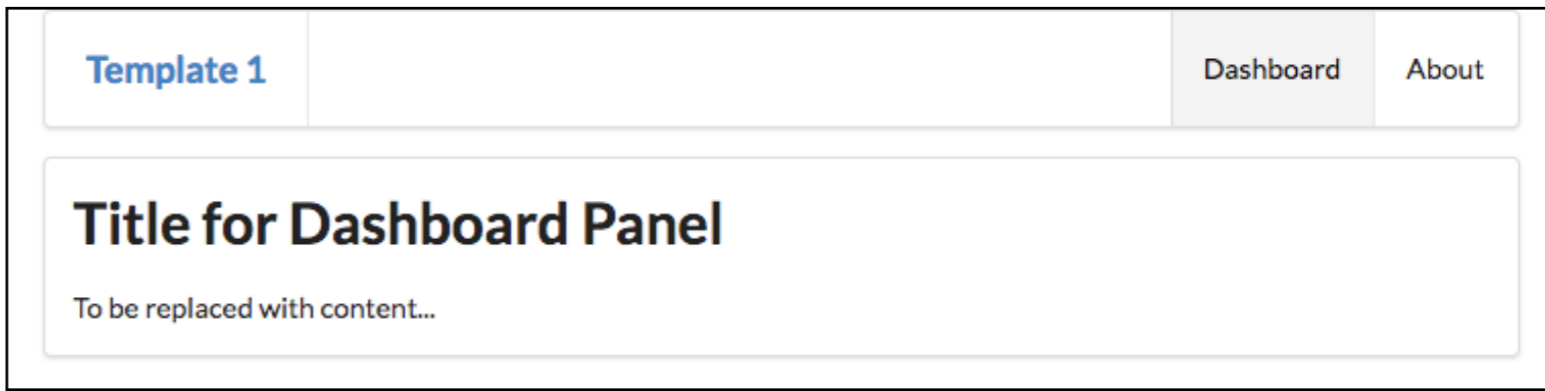 Template 1
Dashboard
About
Title for Dashboard Panel
To be replaced with content...